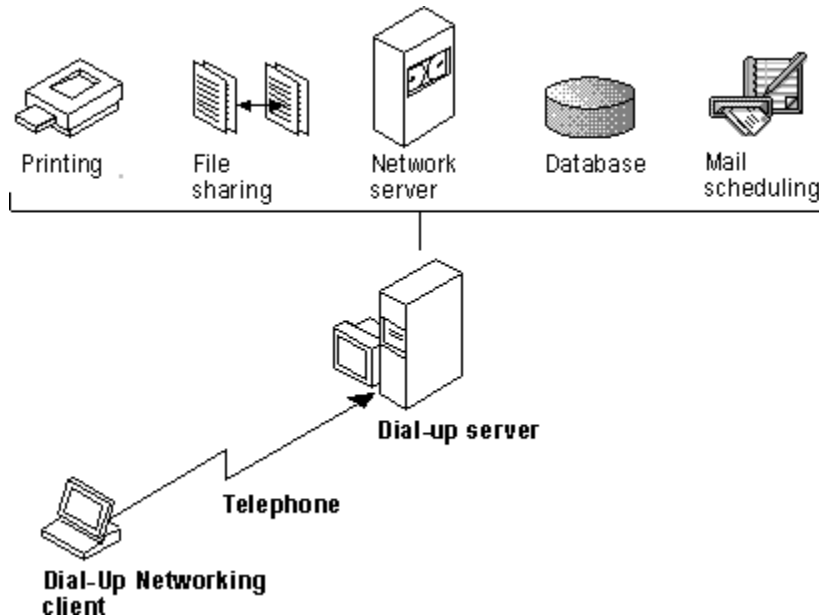 Printing
File
sharing
Network
server
Database
Mail
scheduling
Dial-up server
Telephone
Dial-Up Networking
client